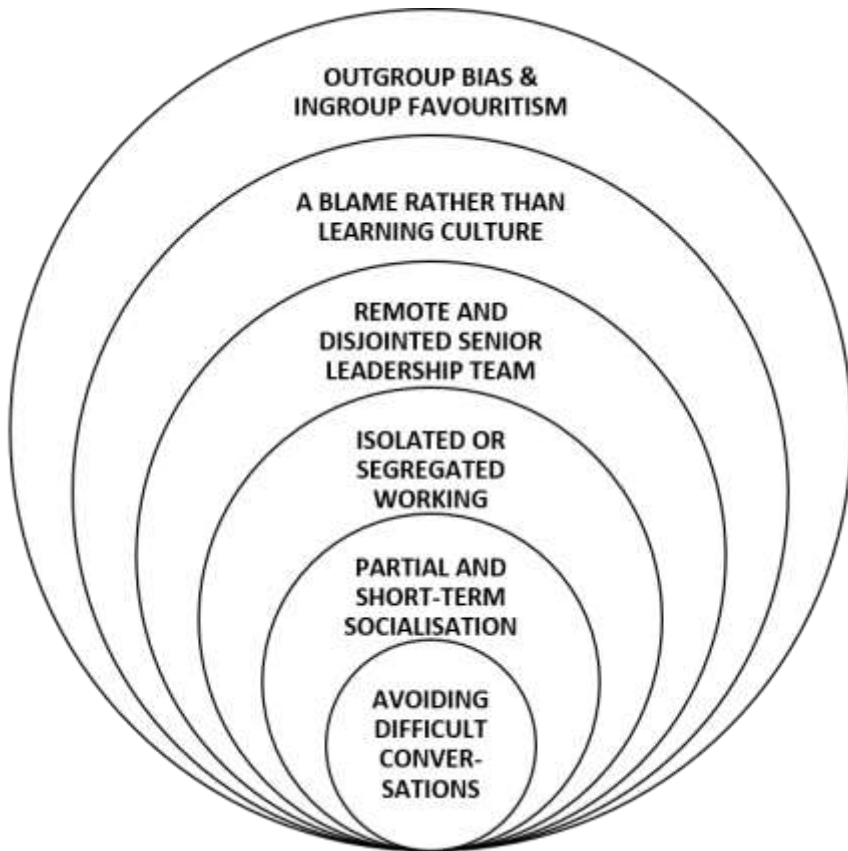 OUTGROUP BIAS &
INGROUP FAVOURITISM
A BLAME RATHER THAN
LEARNING CULTURE
REMOTE AND
DISJOINTED SENIOR
LEADERSHIP TEAM
ISOLATED OR
SEGREGATED
WORKING
PARTIAL AND
SHORT-TERM
SOCIALISATION
AVOIDING
DIFFICULT
CONVER-
SATIONS